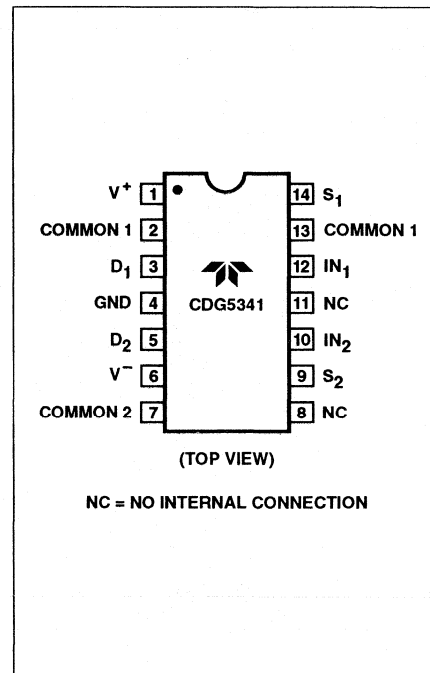 V+ 1 14 S1
COMMON 1 2 13 COMMON 1
D1 3 12 IN1
GND 4 CDG5341 11 NC
D2 5 10 IN2
V− 6 9 S2
COMMON 2 7 8 NC
(TOP VIEW)
NC = NO INTERNAL CONNECTION